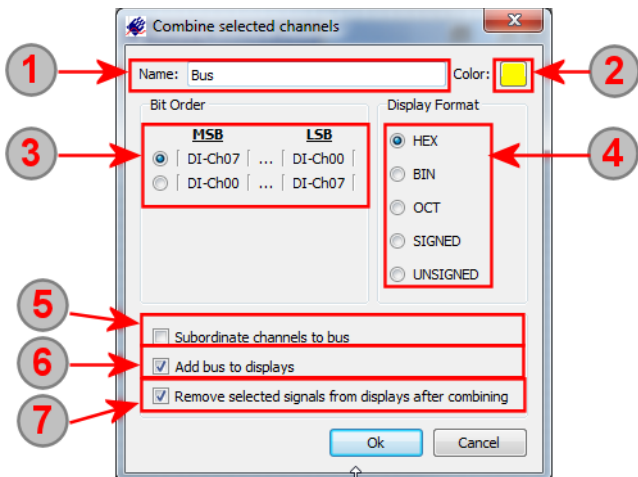 Combine selected channels
1
Name: Bus Color:
2
Bit Order
Display Format
3
MSB LSB
DI-Ch07 ... DI-Ch00
DI-Ch00 ... DI-Ch07
HEX
4
BIN
OCT
SIGNED
UNSIGNED
5
Subordinate channels to bus
6
Add bus to displays
7
Remove selected signals from displays after combining
Ok Cancel